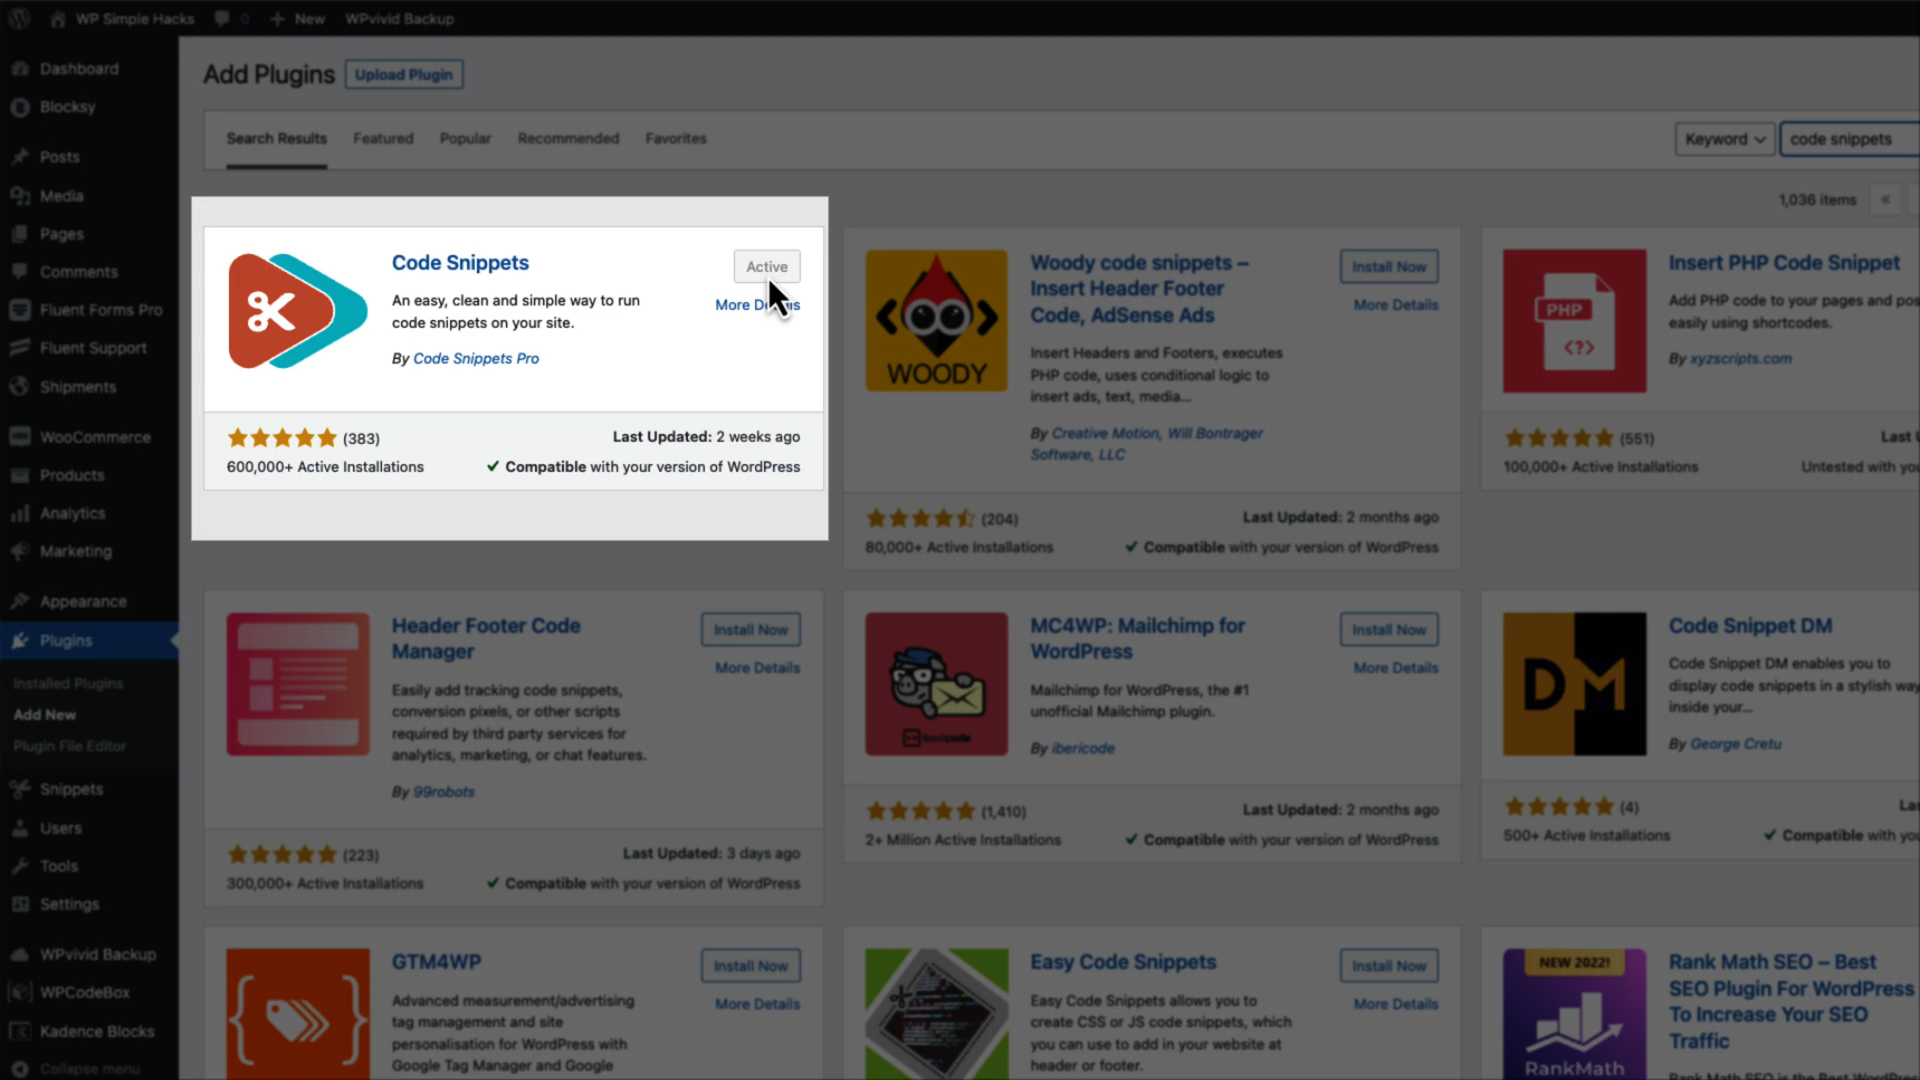 WP Simple Hacks
0
New
WPvivid Backup
Dashboard
Blocksy
Posts
Media
Pages
Comments
Fluent Forms Pro
Fluent Support
Shipments
WooCommerce
Products
Analytics
Marketing
Appearance
Plugins
Installed Plugins
Add New
Plugin File Editor
Snippets
Users
Tools
Settings
WPvivid Backup
WPCodeBox
Kadence Blocks
Collapse menu
Add Plugins
Upload Plugin
Search Results
Featured
Popular
Recommended
Favorites
Keyword
code snippets
1,036 items
«
Code Snippets
Active
More Details
An easy, clean and simple way to run
code snippets on your site.
By Code Snippets Pro
(383)
Last Updated: 2 weeks ago
600,000+ Active Installations
Compatible with your version of WordPress
WOODY
Woody code snippets –
Insert Header Footer
Code, AdSense Ads
Install Now
More Details
Insert Headers and Footers, executes
PHP code, uses conditional logic to
insert ads, text, media...
By Creative Motion, Will Bontrager
Software, LLC
(204)
Last Updated: 2 months ago
80,000+ Active Installations
Compatible with your version of WordPress
PHP
<?>
Insert PHP Code Snippet
Add PHP code to your pages and pos
easily using shortcodes.
By xyzscripts.com
(551)
Last
100,000+ Active Installations
Untested with you
Header Footer Code
Manager
Install Now
More Details
Easily add tracking code snippets,
conversion pixels, or other scripts
required by third party services for
analytics, marketing, or chat features.
By 99robots
(223)
Last Updated: 3 days ago
300,000+ Active Installations
Compatible with your version of WordPress
ibericode
MC4WP: Mailchimp for
WordPress
Install Now
More Details
Mailchimp for WordPress, the #1
unofficial Mailchimp plugin.
By ibericode
(1,410)
Last Updated: 2 months ago
2+ Million Active Installations
Compatible with your version of WordPress
DM
Code Snippet DM
Code Snippet DM enables you to
display code snippets in a stylish way
inside your...
By George Cretu
(4)
Las
500+ Active Installations
Compatible with you
GTM4WP
Install Now
More Details
Advanced measurement/advertising
tag management and site
personalisation for WordPress with
Google Tag Manager and Google
Easy Code Snippets
Install Now
More Details
Easy Code Snippets allows you to
create CSS or JS code snippets, which
you can use to add in your website at
header or footer.
NEW 2022!
RankMath
Rank Math SEO – Best
SEO Plugin For WordPress
To Increase Your SEO
Traffic
Rank Math SEO is the Best WordPres